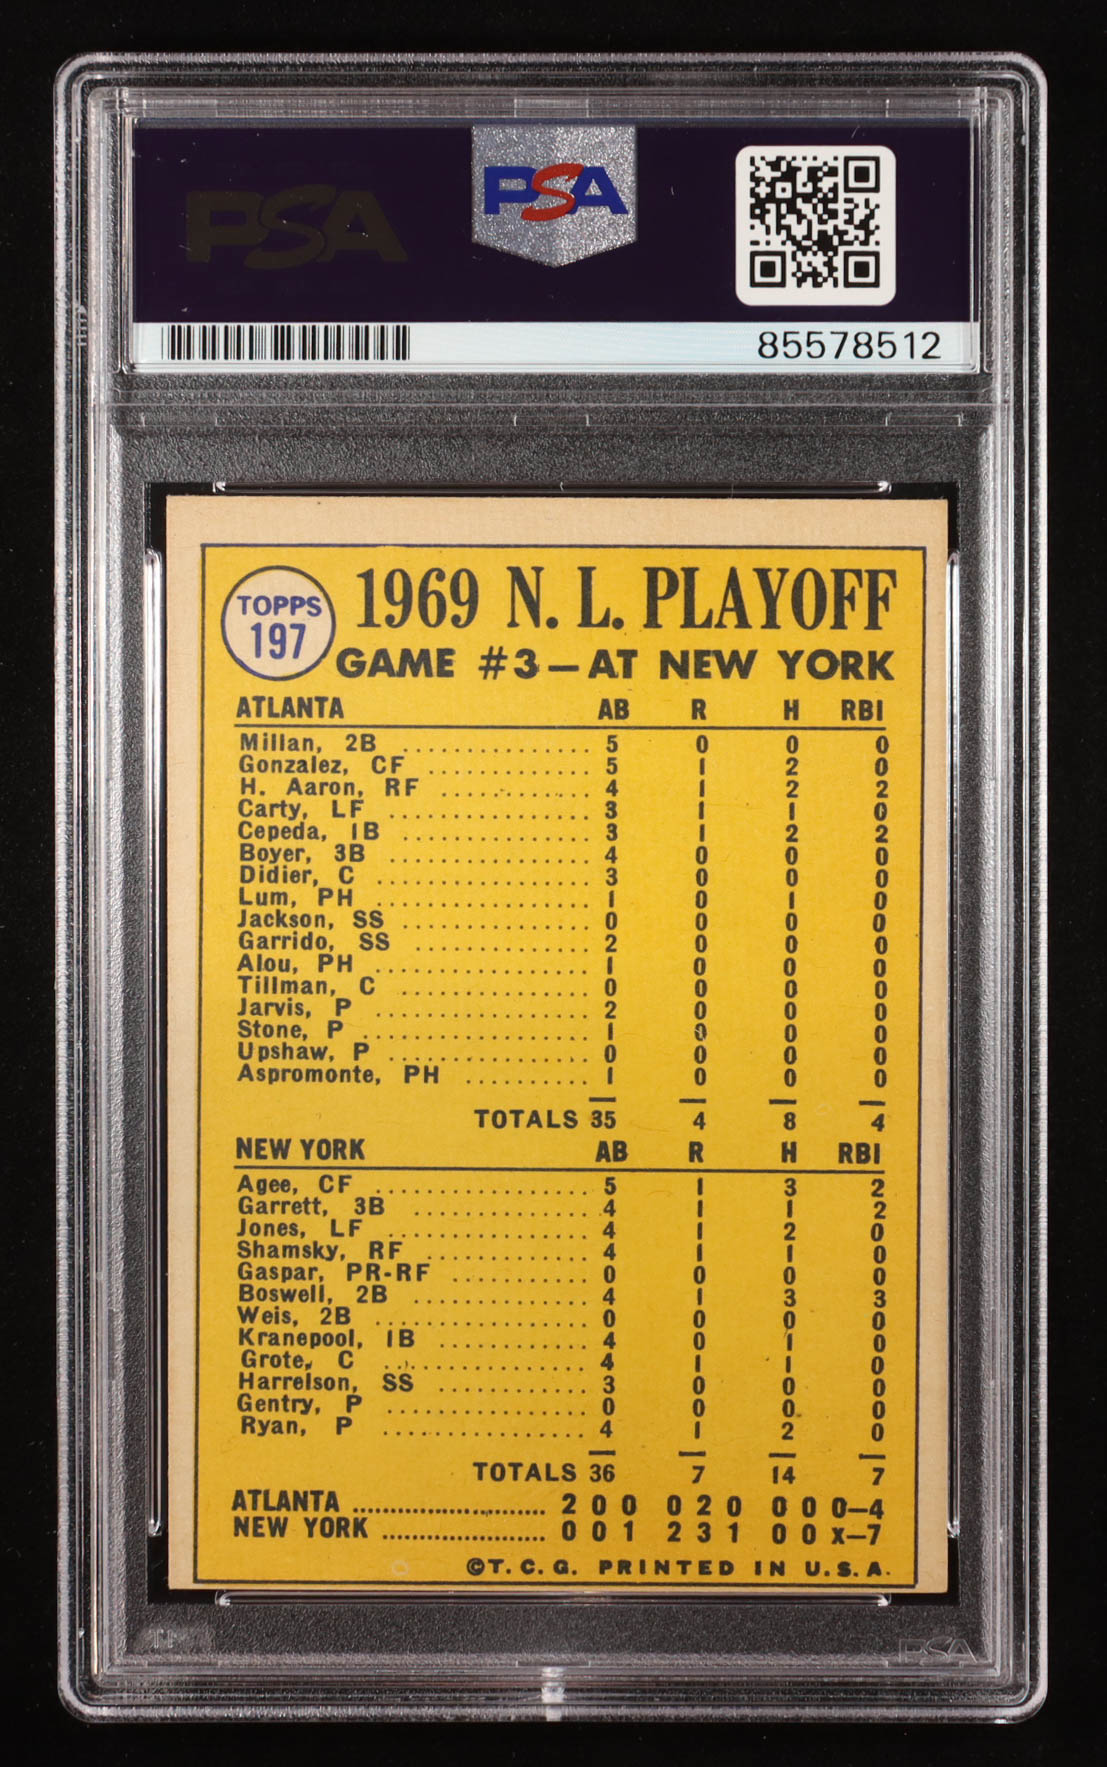 PSA
PSA
85578512
TOPPS
197
1969 N. L. PLAYOFF
GAME #3—AT NEW YORK
ATLANTA AB R H RBI
Millan, 2B ................ 5 0 0 0
Gonzalez, CF ............. 5 1 2 0
H. Aaron, RF ............ 4 1 2 2
Carty, LF ................. 3 1 1 0
Cepeda, 1B .............. 3 1 2 2
Boyer, 3B ................ 4 0 0 0
Didier, C ................. 3 0 0 0
Lum, PH ................. 1 0 1 0
Jackson, SS .............. 0 0 0 0
Garrido, SS .............. 2 0 0 0
Alou, PH ................. 1 0 0 0
Tillman, C ............... 0 0 0 0
Jarvis, P ................. 2 0 0 0
Stone, P ................. 1 0 0 0
Upshaw, P ............... 0 0 0 0
Aspromonte, PH .......... 1 0 0 0
TOTALS 35 4 8 4
NEW YORK AB R H RBI
Agee, CF ................. 5 1 3 2
Garrett, 3B ............... 4 1 1 2
Jones, LF ................. 4 1 2 0
Shamsky, RF ............. 4 1 1 0
Gaspar, PR-RF ........... 0 0 0 0
Boswell, 2B .............. 4 1 3 3
Weis, 2B ................. 0 0 0 0
Kranepool, 1B ............ 4 0 1 0
Grote, C ................. 4 1 1 0
Harrelson, SS ............ 3 0 0 0
Gentry, P ................ 0 0 0 0
Ryan, P .................. 4 1 2 0
TOTALS 36 7 14 7
ATLANTA ...................... 2 0 0 0 2 0 0 0 0—4
NEW YORK .................. 0 0 1 2 3 1 0 0 x—7
©T. C. G. PRINTED IN U. S. A.
PSA